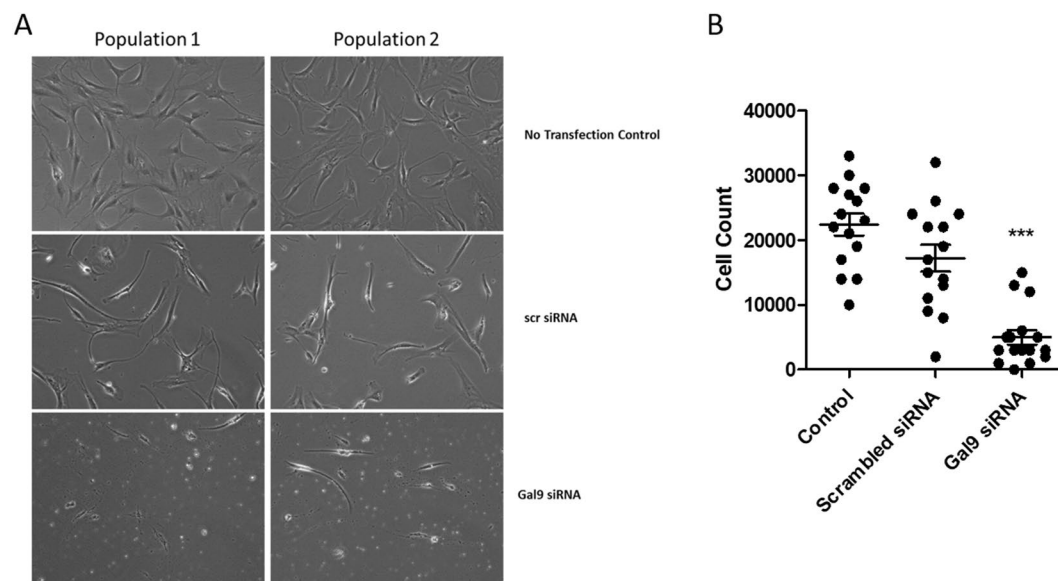 A
Population 1
Population 2
No Transfection Control
scr siRNA
Gal9 siRNA
B
Cell Count
40000
30000
20000
10000
0
***
Control
Scrambled siRNA
Gal9 siRNA